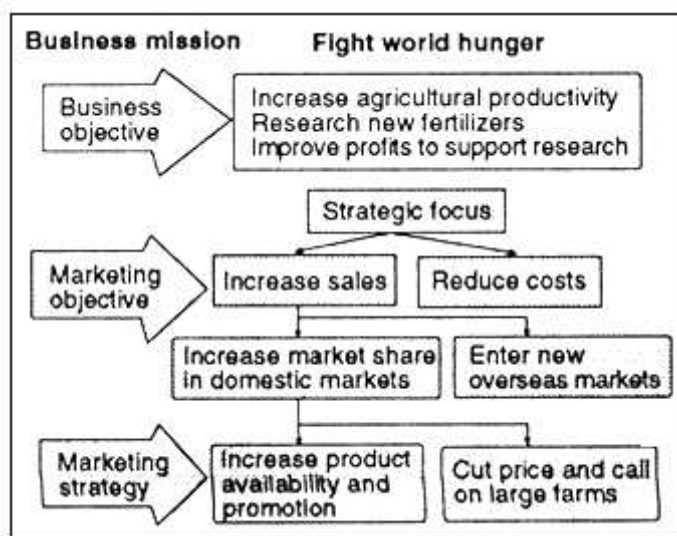 Business mission
Fight world hunger
Business
objective
Increase agricultural productivity
Research new fertilizers
Improve profits to support research
Strategic focus
Marketing
objective
Increase sales
Reduce costs
Increase market share
in domestic markets
Enter new
overseas markets
Marketing
strategy
Increase product
availability and
promotion
Cut price and call
on large farms